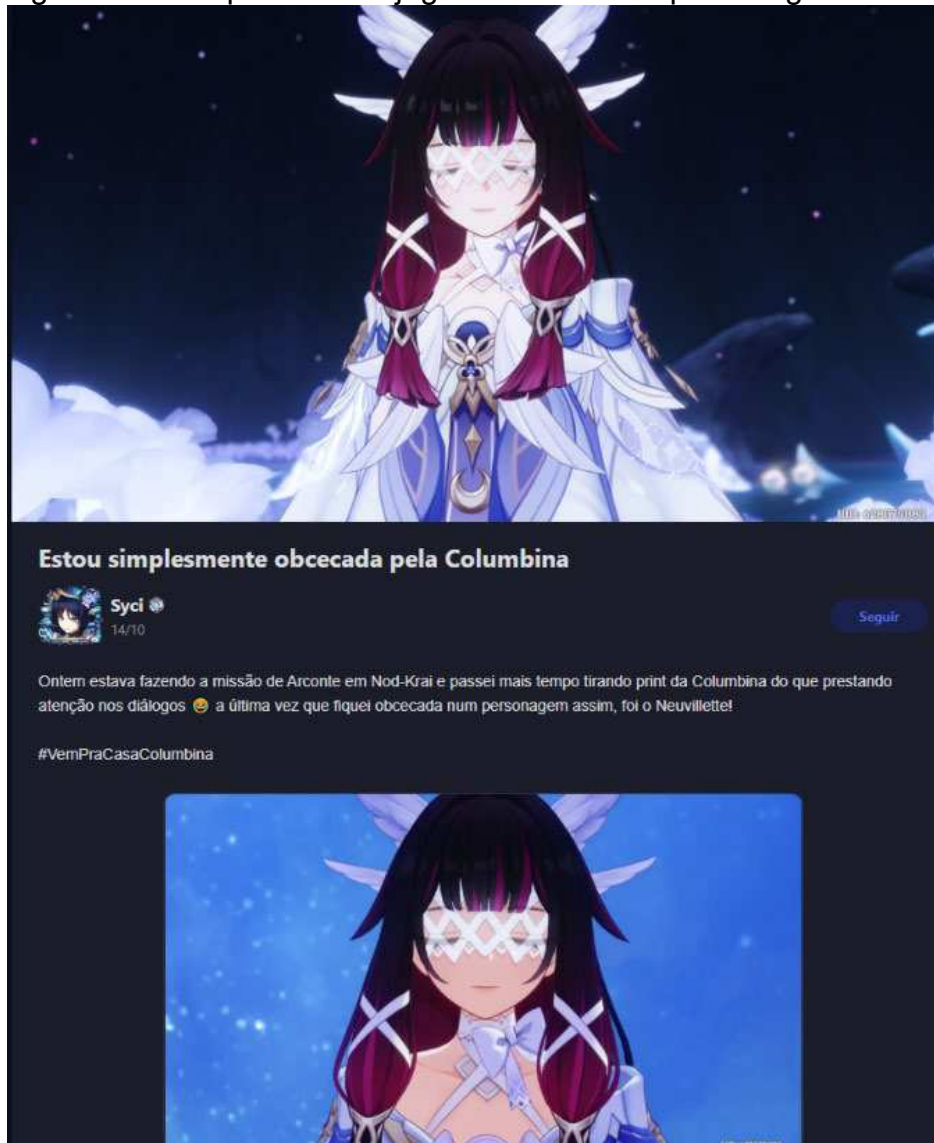 Estou simplesmente obcecada pela Columbina
Syci
14/10
Seguir
Ontem estava fazendo a missão de Arconte em Nod-Krai e passei mais tempo tirando print da Columbina do que prestando
atenção nos diálogos 😂 a última vez que fiquei obcecada num personagem assim, foi o Neuvillette!
#VemPraCasaColumbina